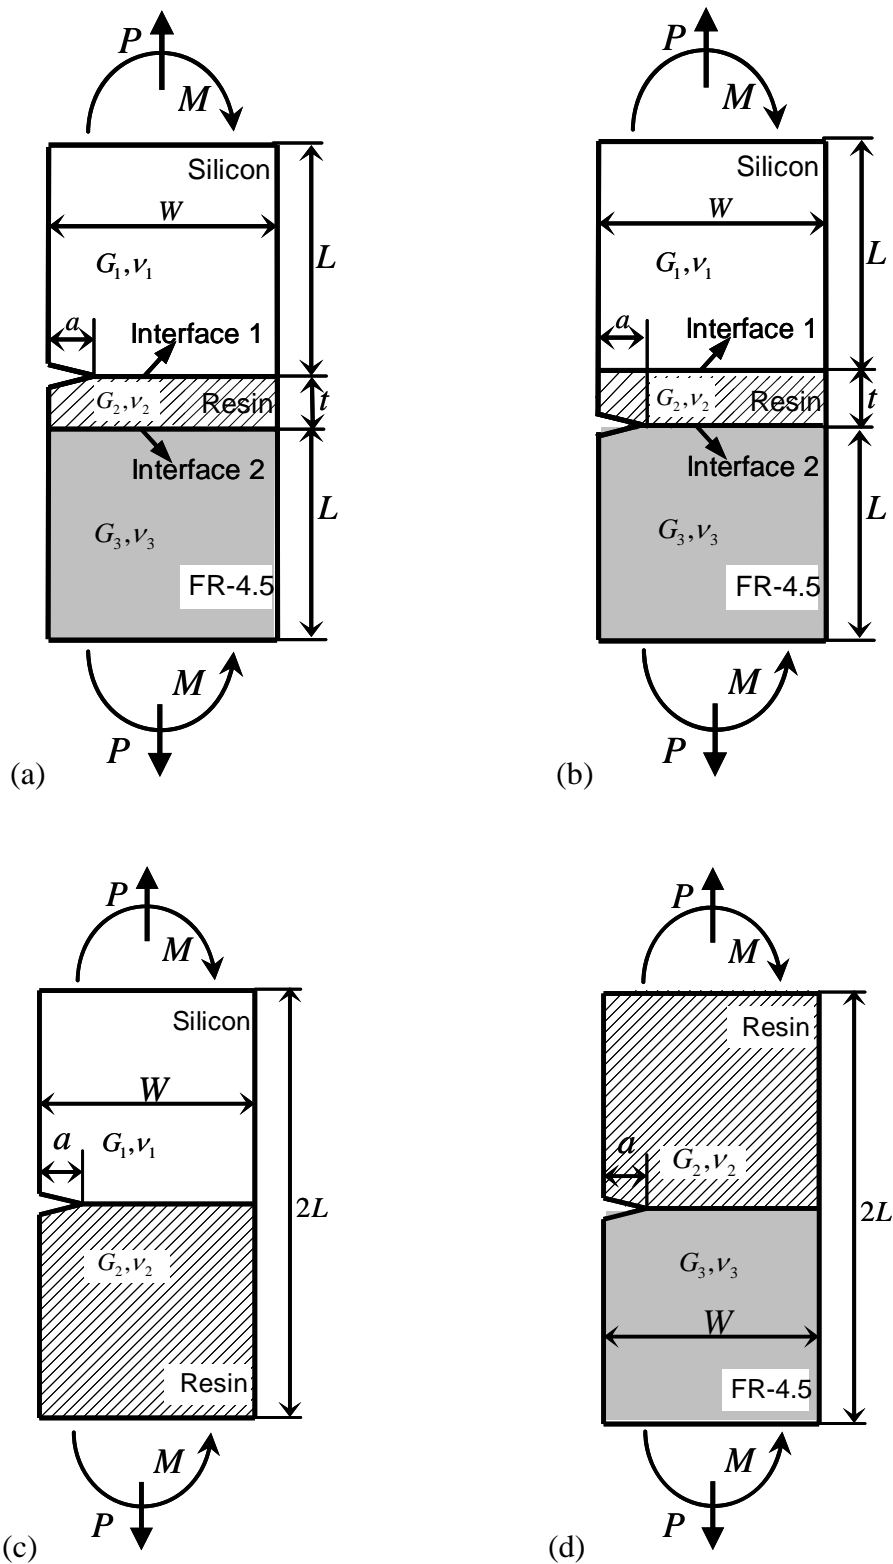 P
M
Silicon
W
G₁,ν₁
L
a
Interface 1
G₂,ν₂
Resin
t
Interface 2
G₃,ν₃
L
FR-4.5
M
P
(a)
P
M
Silicon
W
G₁,ν₁
L
a
Interface 1
G₂,ν₂
Resin
t
Interface 2
G₃,ν₃
L
FR-4.5
M
P
(b)
P
M
Silicon
W
a
G₁,ν₁
2L
G₂,ν₂
Resin
M
P
(c)
P
M
Resin
a
G₂,ν₂
2L
G₃,ν₃
W
FR-4.5
M
P
(d)